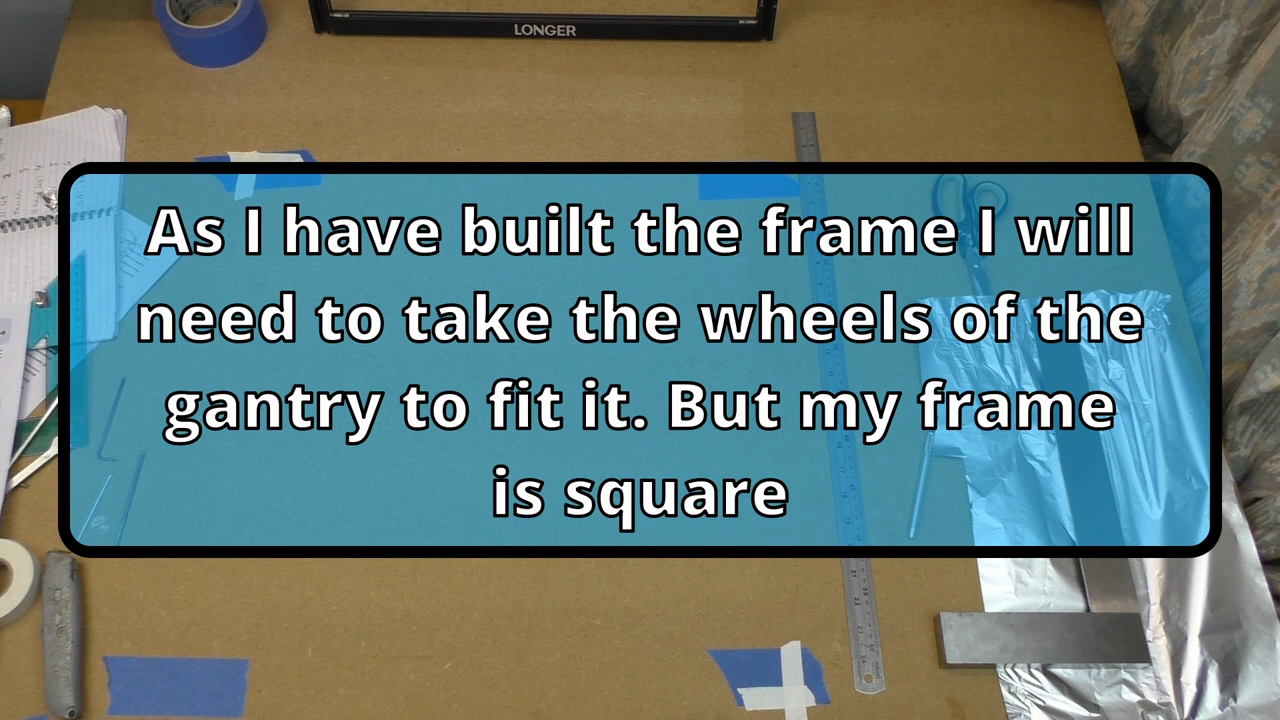 LONGER
As I have built the frame I will
need to take the wheels of the
gantry to fit it. But my frame
is square